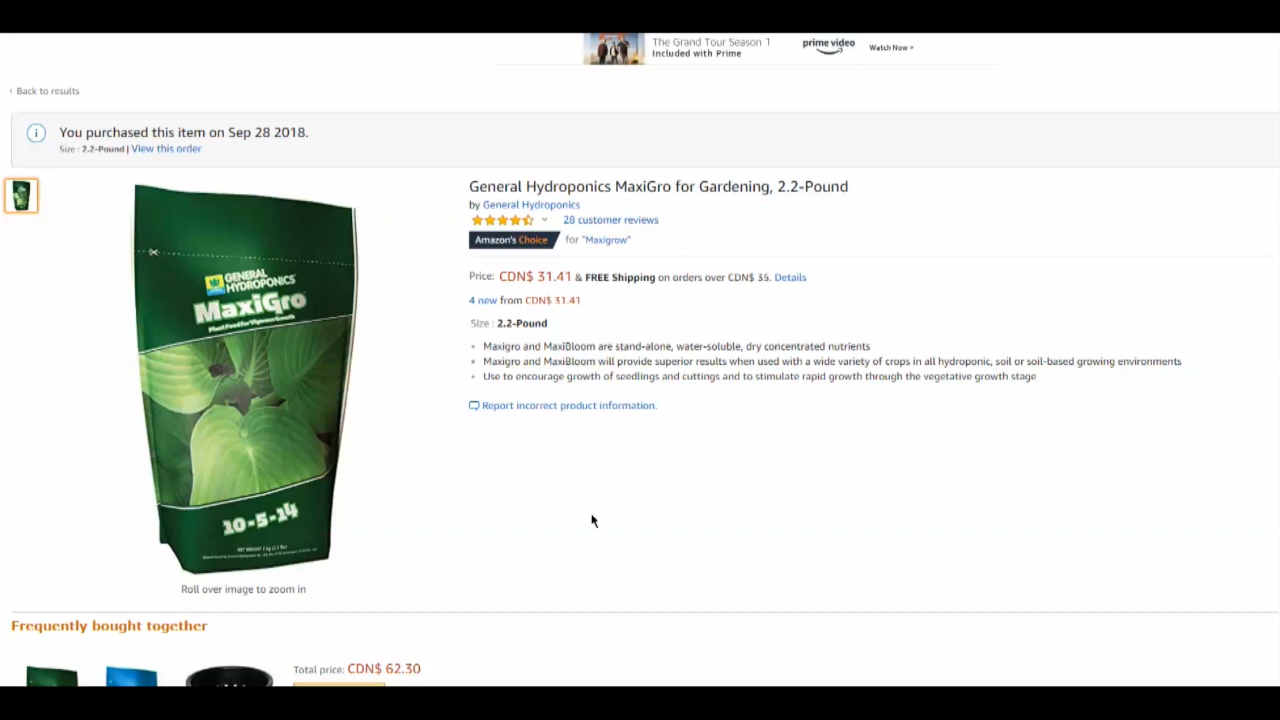 The Grand Tour Season 1
Included with Prime
prime video
Watch Now »
‹ Back to results
You purchased this item on Sep 28 2018.
Size : 2.2-Pound | View this order
General Hydroponics MaxiGro for Gardening, 2.2-Pound
by General Hydroponics
28 customer reviews
Amazon's Choice for "Maxigrow"
Price: CDN$ 31.41 & FREE Shipping on orders over CDN$ 35. Details
4 new from CDN$ 31.41
Size : 2.2-Pound
• Maxigro and MaxiBloom are stand-alone, water-soluble, dry concentrated nutrients
• Maxigro and MaxiBloom will provide superior results when used with a wide variety of crops in all hydroponic, soil or soil-based growing environments
• Use to encourage growth of seedlings and cuttings and to stimulate rapid growth through the vegetative growth stage
Report incorrect product information.
GENERAL
HYDROPONICS
MaxiGro
Plant Food for Vigorous Growth
10-5-14
Roll over image to zoom in
Frequently bought together
Total price: CDN$ 62.30